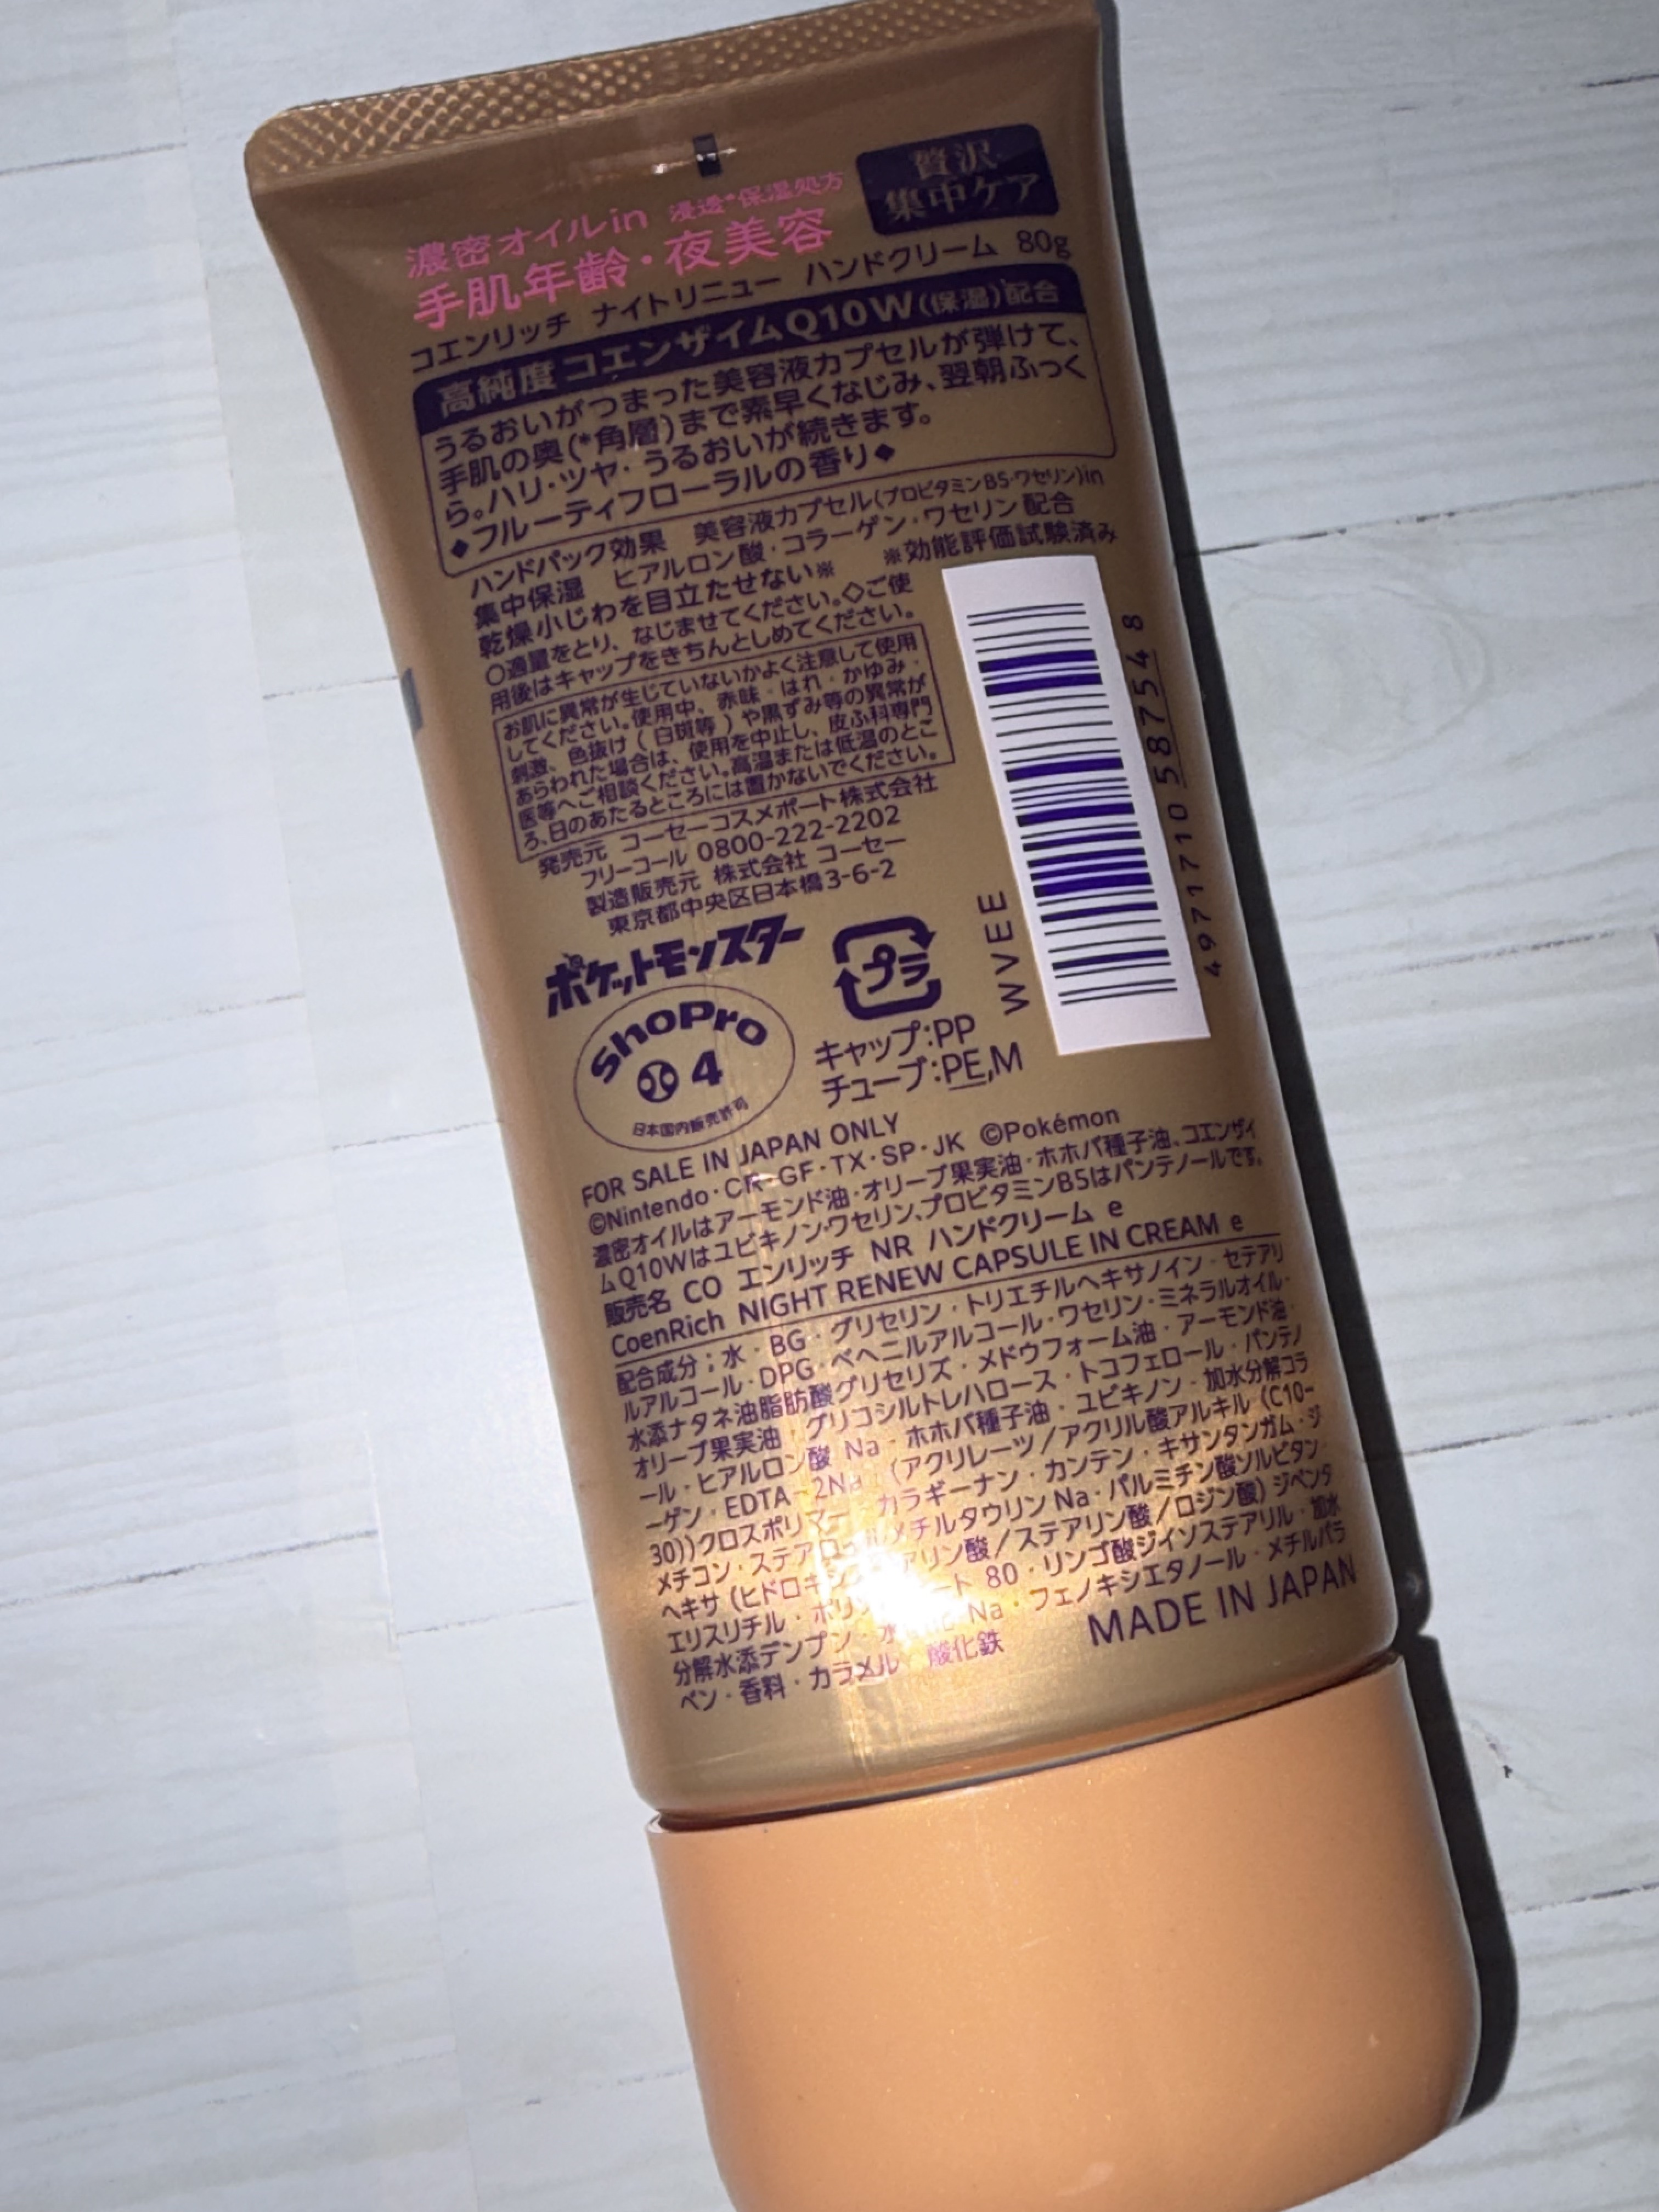 贅沢・
集中ケア
濃密オイルin 浸透*保湿処方
手肌年齢・夜美容
コエンリッチ ナイトリニュー ハンドクリーム 80g
高純度コエンザイムQ10W(保湿)配合
うるおいがつまった美容液カプセルが弾けて、
手肌の奥(*角層)まで素早くなじみ、翌朝ふっく
ら。ハリ・ツヤ・うるおいが続きます。
◆フルーティフローラルの香り◆
ハンドパック効果 美容液カプセル(プロビタミンB5・ワセリン)in
集中保湿 ヒアルロン酸・コラーゲン・ワセリン配合
乾燥小じわを目立たせない※ ※効能評価試験済み
○適量をとり、なじませてください。◇ご使
用後はキャップをきちんとしめてください。
お肌に異常が生じていないかよく注意して使用
してください。使用中、赤味・はれ・かゆみ・
刺激、色抜け(白斑等)や黒ずみ等の異常が
あらわれた場合は、使用を中止し、皮ふ科専門
医等へご相談ください。高温または低温のとこ
ろ、日のあたるところには置かないでください。
発売元 コーセーコスメポート株式会社
フリーコール 0800-222-2202
製造販売元 株式会社 コーセー
東京都中央区日本橋3-6-2
4971710 587548
WVEE
ポケットモンスター
ShoPro
4
日本国内販売許可
プラ
キャップ:PP
チューブ:PE,M
FOR SALE IN JAPAN ONLY
©Nintendo・CR・GF・TX・SP・JK ©Pokémon
濃密オイルはアーモンド油・オリーブ果実油・ホホバ種子油、コエンザイ
ムQ10Wはユビキノン・ワセリン、プロビタミンB5はパンテノールです。
販売名 CO エンリッチ NR ハンドクリーム e
CoenRich NIGHT RENEW CAPSULE IN CREAM e
配合成分;水・BG・グリセリン・トリエチルヘキサノイン・セテアリ
ルアルコール・DPG・ベヘニルアルコール・ワセリン・ミネラルオイル・
水添ナタネ油脂肪酸グリセリズ・メドウフォーム油・アーモンド油・
オリーブ果実油・グリコシルトレハロース・トコフェロール・パンテノ
ール・ヒアルロン酸 Na・ホホバ種子油・ユビキノン・加水分解コラ
ーゲン・EDTA-2Na・(アクリレーツ/アクリル酸アルキル(C10-
30))クロスポリマー・カラギーナン・カンテン・キサンタンガム・ジ
メチコン・ステアロイルメチルタウリン Na・パルミチン酸ソルビタン・
ヘキサ(ヒドロキシステアリン酸/ステアリン酸/ロジン酸)ジペンタ
エリスリチル・ポリソルベート 80・リンゴ酸ジイソステアリル・加水
分解水添デンプン・水酸化 Na・フェノキシエタノール・メチルパラ
ベン・香料・カラメル・酸化鉄
MADE IN JAPAN